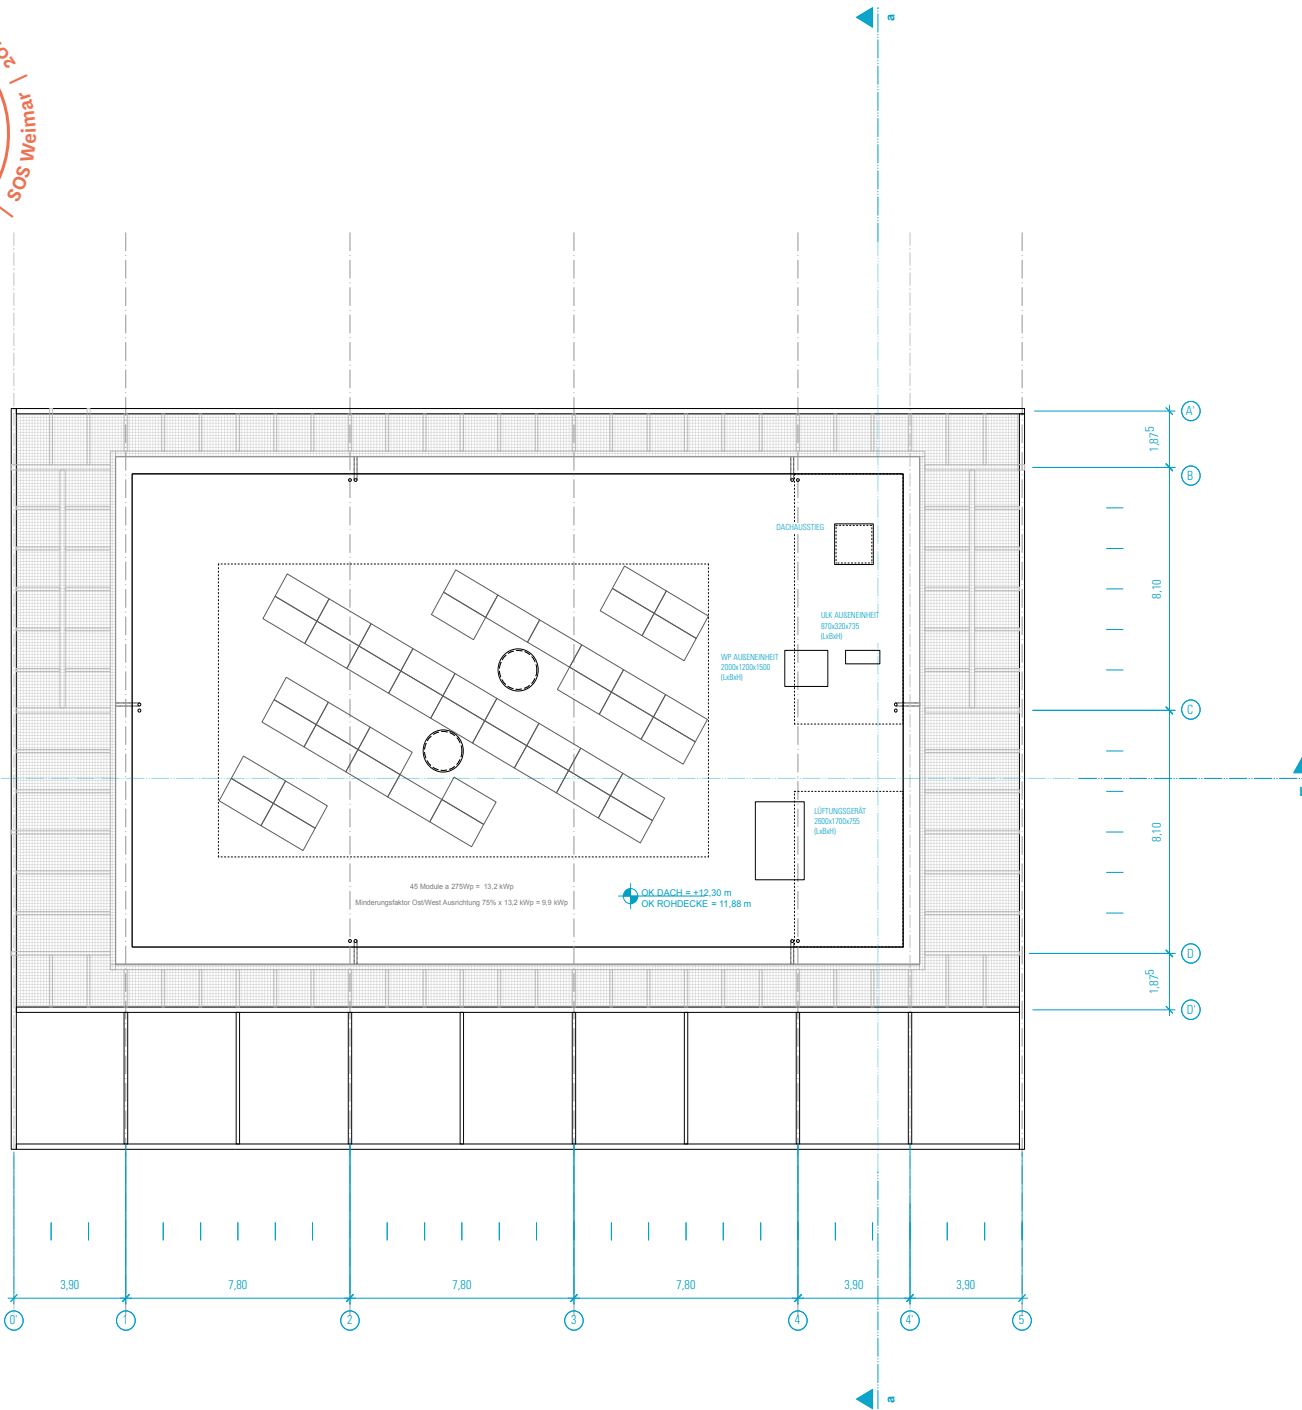 a
SOS Weimar |
A'
1,87⁵
B
DACHAUSSTIEG
8,10
ULK AUßENEINHEIT
870x320x735
(LxBxH)
WP AUßENEINHEIT
2000x1200x1500
(LxBxH)
C
LÜFTUNGSGERÄT
2600x1700x755
(LxBxH)
8,10
45 Module a 275Wp = 13,2 kWp
Minderungsfaktor Ost/West Ausrichtung 75% x 13,2 kWp = 9,9 kWp
OK DACH = +12,30 m
OK ROHDECKE = 11,88 m
D
1,87⁵
D'
3,90 7,80 7,80 7,80 3,90 3,90
0' 1 2 3 4 4' 5
a